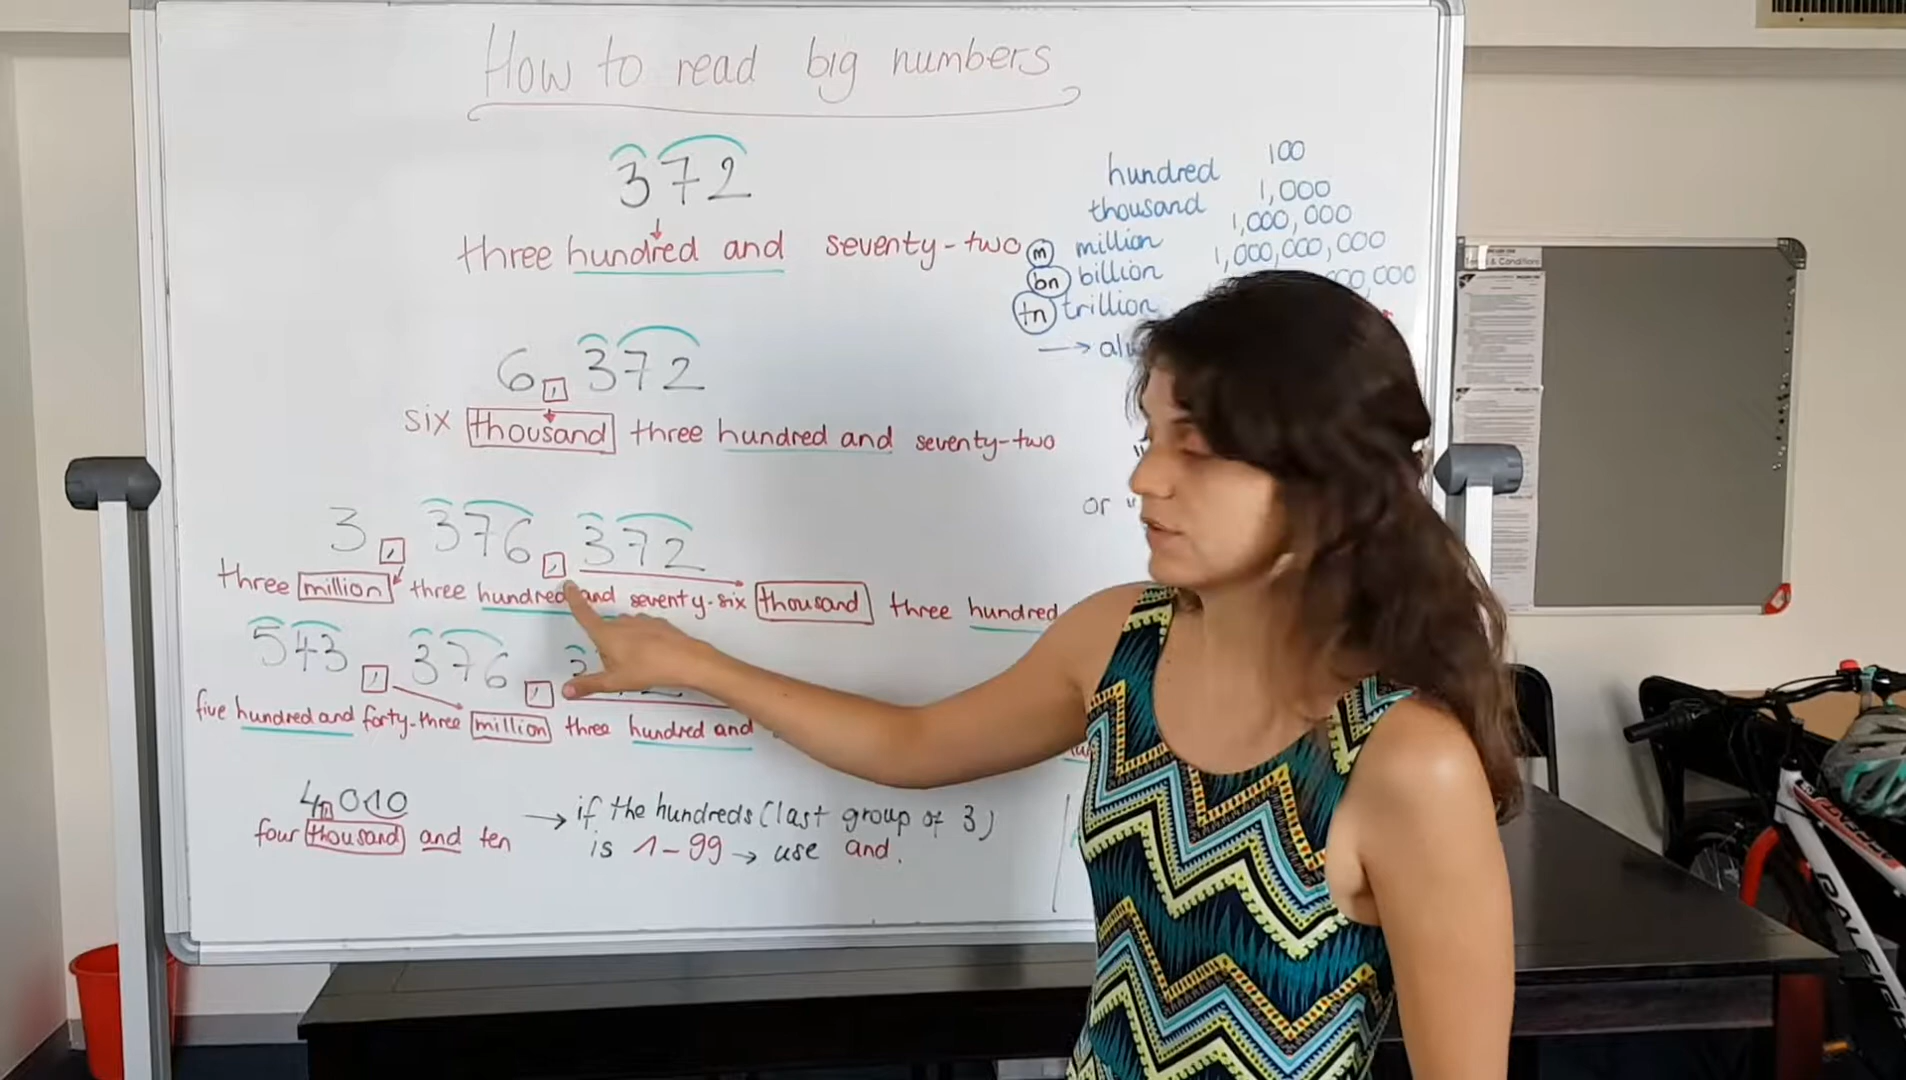 How to read big numbers
372
three hundred and seventy-two
hundred 100
thousand 1,000
m million 1,000,000
bn billion 1,000,000,000
tn trillion 0,000
6,372
six thousand three hundred and seventy-two
or
3,376,372
three million three hundred and seventy-six thousand three hundred
543,376,
five hundred and forty-three million three hundred and
4,010
four thousand and ten
→ if the hundreds (last group of 3)
is 1-99 → use and.
& Conditions
RALEIGH